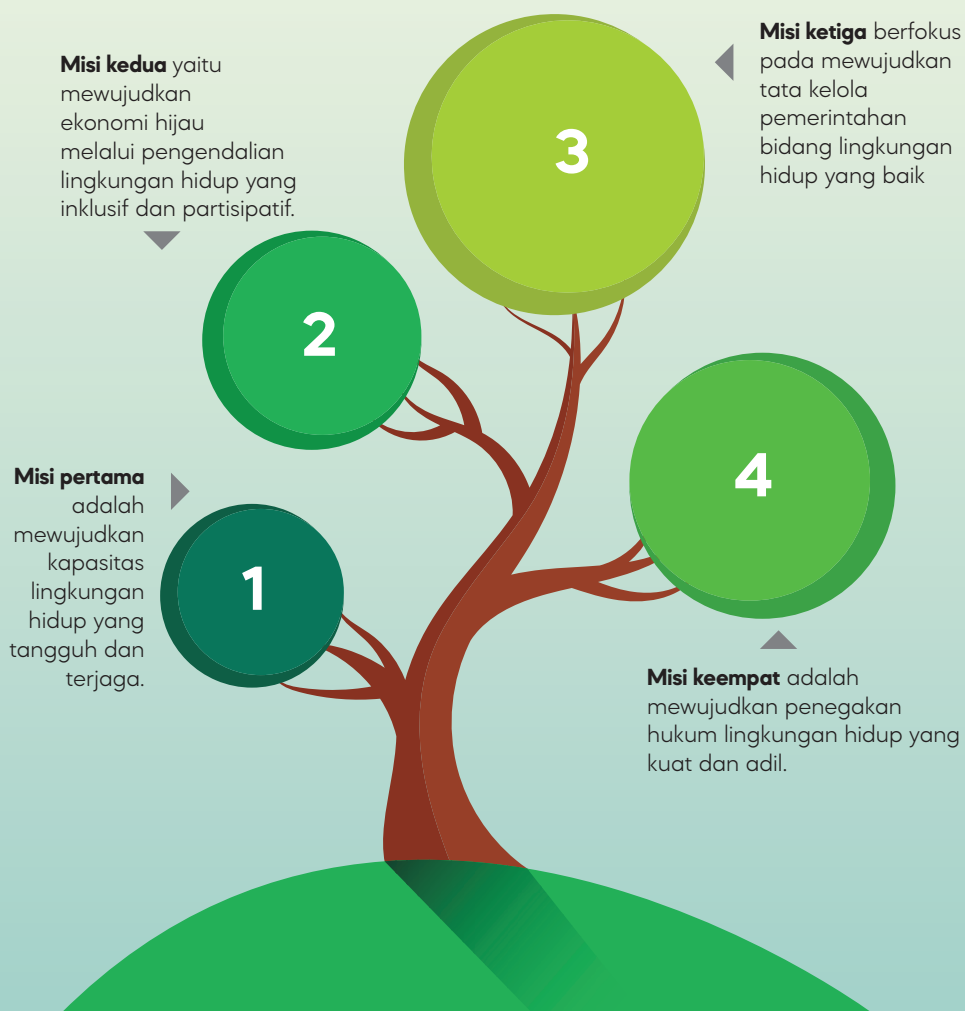 Misi pertama
adalah
mewujudkan
kapasitas
lingkungan
hidup yang
tangguh dan
terjaga.
1
Misi kedua yaitu
mewujudkan
ekonomi hijau
melalui pengendalian
lingkungan hidup yang
inklusif dan partisipatif.
2
Misi ketiga berfokus
pada mewujudkan
tata kelola
pemerintahan
bidang lingkungan
hidup yang baik
3
Misi keempat adalah
mewujudkan penegakan
hukum lingkungan hidup yang
kuat dan adil.
4